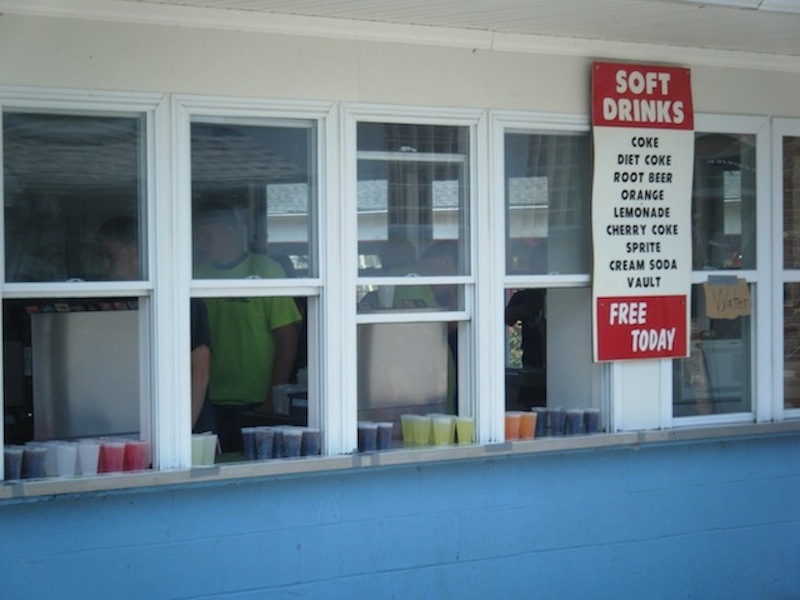 SOFT
DRINKS
COKE
DIET COKE
ROOT BEER
ORANGE
LEMONADE
CHERRY COKE
SPRITE
CREAM SODA
VAULT
FREE
TODAY
Water